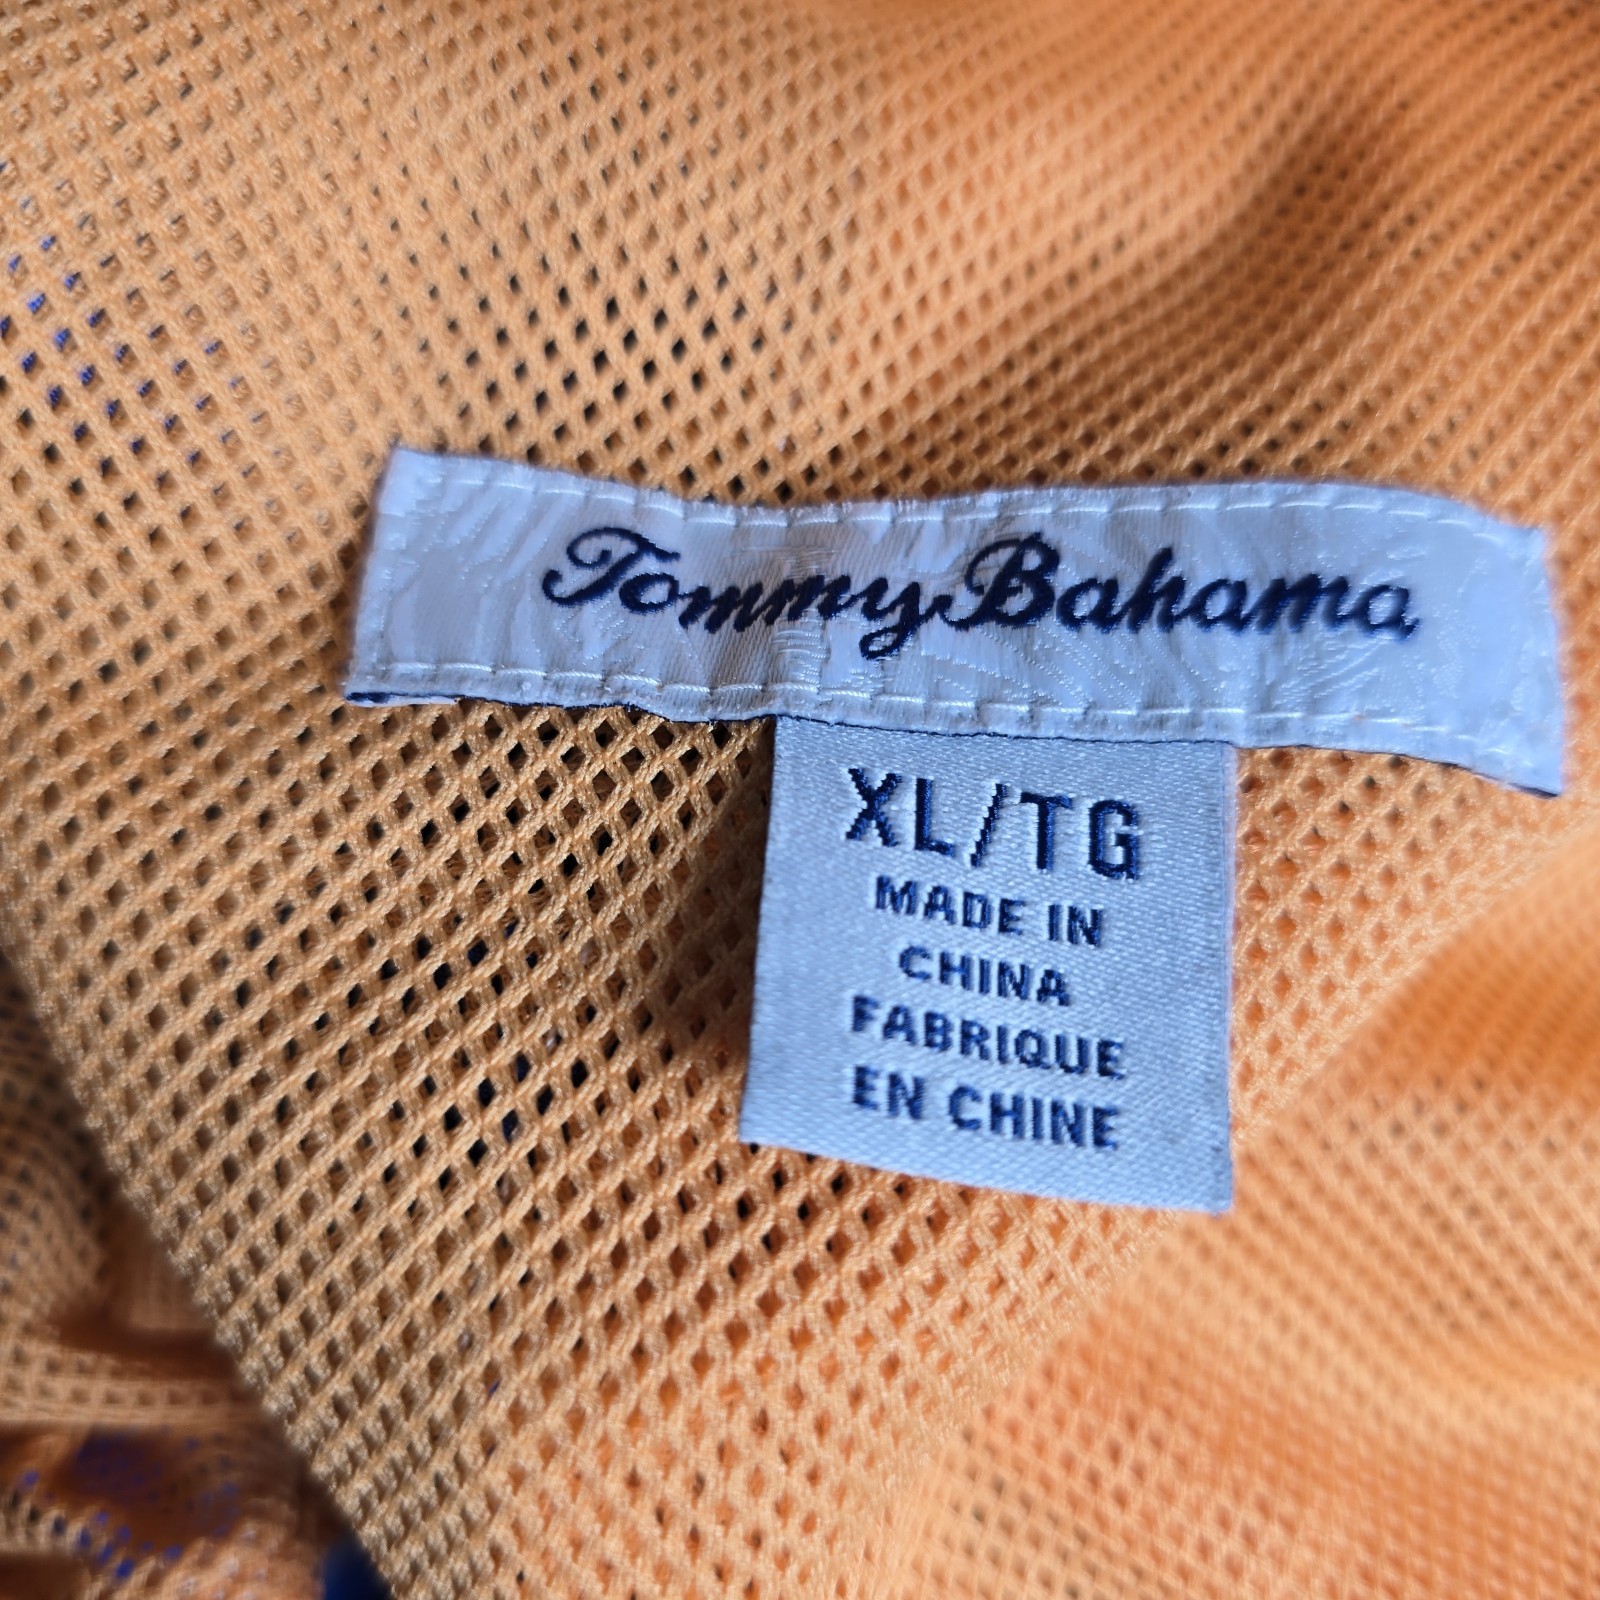 Tommy Bahama
XL/TG
MADE IN
CHINA
FABRIQUE
EN CHINE